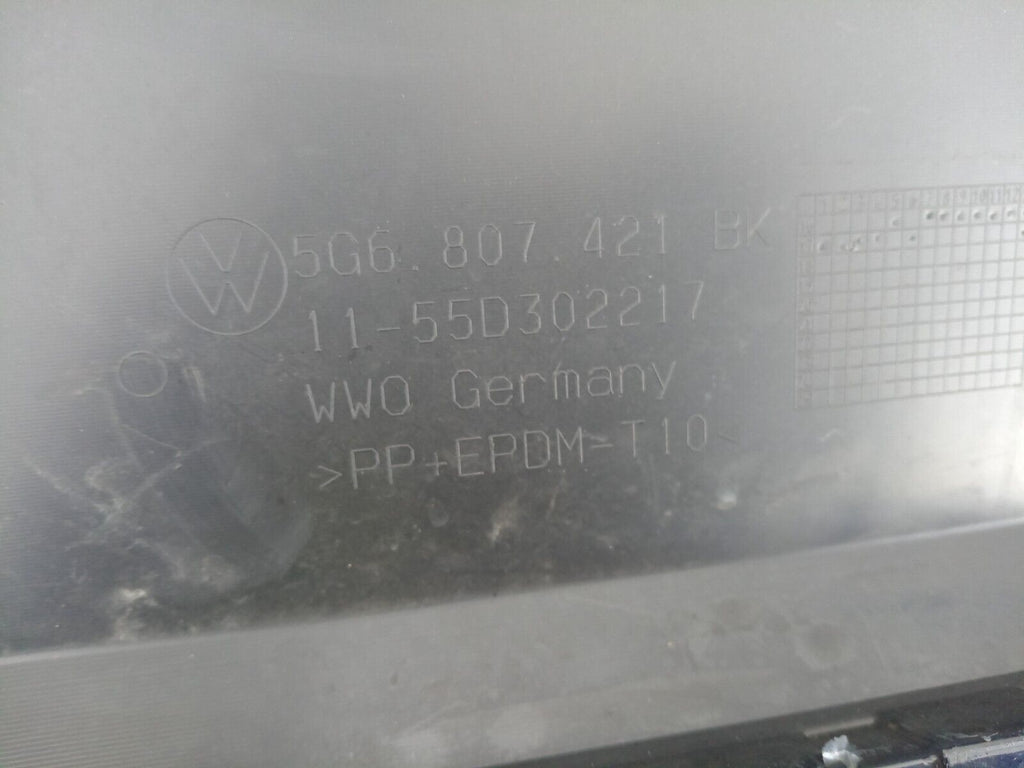 5G6.807.421 BK
11-55D302217
WWO Germany
>PP+EPDM-T10<